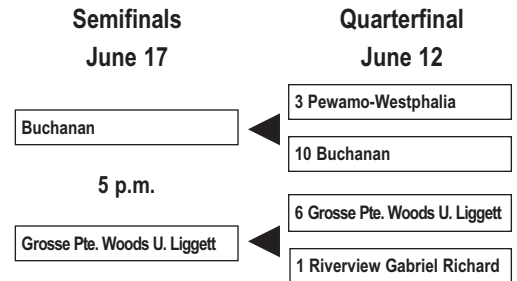 Semifinals
June 17
Quarterfinal
June 12
3 Pewamo-Westphalia
Buchanan
10 Buchanan
5 p.m.
6 Grosse Pte. Woods U. Liggett
Grosse Pte. Woods U. Liggett
1 Riverview Gabriel Richard